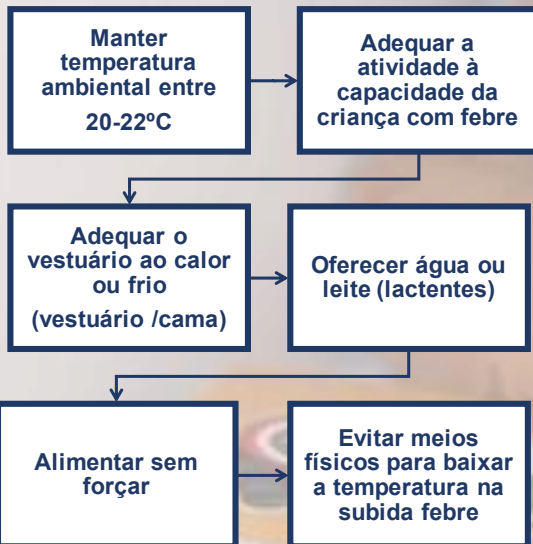 Manter
temperatura
ambiental entre
20-22ºC
Adequar a
atividade à
capacidade da
criança com febre
Adequar o
vestuário ao calor
ou frio
(vestuário /cama)
Oferecer água ou
leite (lactentes)
Alimentar sem
forçar
Evitar meios
físicos para baixar
a temperatura na
subida febre